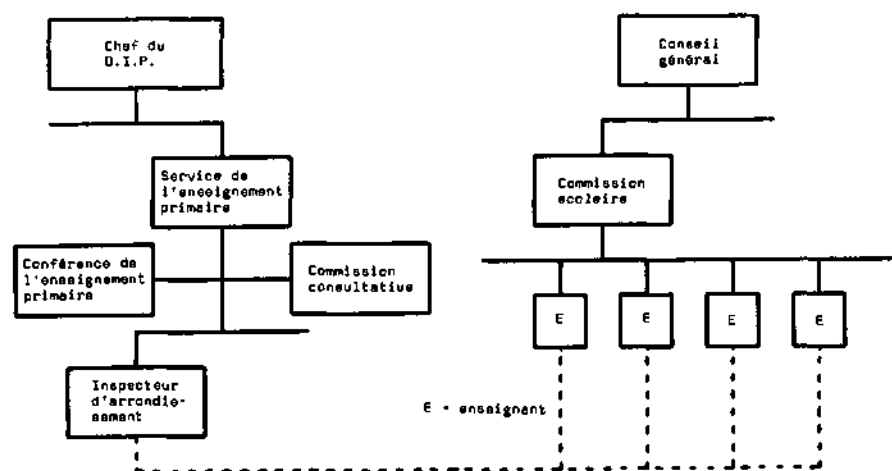 Chef du
D.I.P.
Conseil
général
Service de
l'enseignement
primaire
Commission
scolaire
Conférence de
l'enseignement
primaire
Commission
consultative
E
E
E
E
Inspecteur
d'arrondis-
sement
E = enseignant